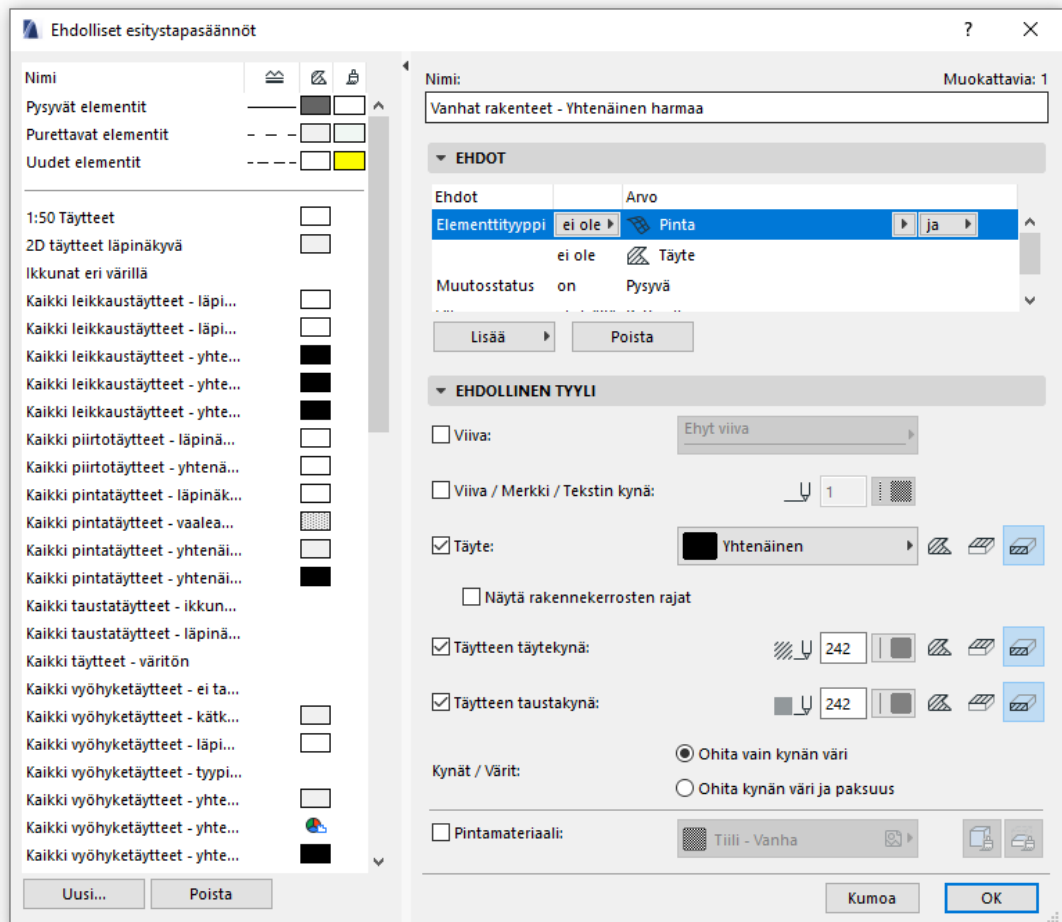 Ehdolliset esitystapasäännöt
?
Nimi
Pysyvät elementit
Purettavat elementit
Uudet elementit
1:50 Täytteet
2D täytteet läpinäkyvä
Ikkunat eri värillä
Kaikki leikkaustäytteet - läpi...
Kaikki leikkaustäytteet - läpi...
Kaikki leikkaustäytteet - yhte...
Kaikki leikkaustäytteet - yhte...
Kaikki leikkaustäytteet - yhte...
Kaikki piirtotäytteet - läpinä...
Kaikki piirtotäytteet - yhtenä...
Kaikki pintatäytteet - läpinäk...
Kaikki pintatäytteet - vaalea...
Kaikki pintatäytteet - yhtenäi...
Kaikki pintatäytteet - yhtenäi...
Kaikki taustatäytteet - ikkun...
Kaikki taustatäytteet - läpinä...
Kaikki täytteet - väritön
Kaikki vyöhyketäytteet - ei ta...
Kaikki vyöhyketäytteet - kätk...
Kaikki vyöhyketäytteet - läpi...
Kaikki vyöhyketäytteet - tyypi...
Kaikki vyöhyketäytteet - yhte...
Kaikki vyöhyketäytteet - yhte...
Kaikki vyöhyketäytteet - yhte...
Uusi... Poista
Nimi: Muokattavia: 1
Vanhat rakenteet - Yhtenäinen harmaa
EHDOT
Ehdot Arvo
Elementtityyppi ei ole Pinta ja
ei ole Täyte
Muutosstatus on Pysyvä
Lisää Poista
EHDOLLINEN TYYLI
Viiva: Ehyt viiva
Viiva / Merkki / Tekstin kynä: 1
Täyte: Yhtenäinen
Näytä rakennekerrosten rajat
Täytteen täytekynä: 242
Täytteen taustakynä: 242
Kynät / Värit: Ohita vain kynän väri
Ohita kynän väri ja paksuus
Pintamateriaali: Tiili - Vanha
Kumoa OK